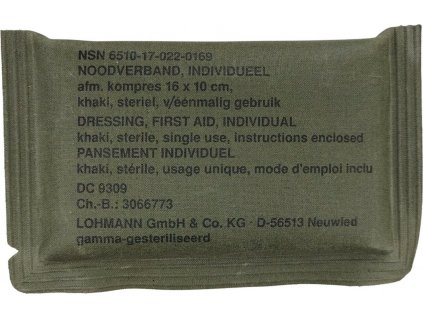 NSN 6510-17-022-0169
NOODVERBAND, INDIVIDUEEL
afm. kompres 16 x 10 cm,
khaki, steriel, v/éénmalig gebruik
DRESSING, FIRST AID, INDIVIDUAL
khaki, sterile, single use, instructions enclosed
PANSEMENT INDIVIDUEL
khaki, stérile, usage unique, mode d'emploi inclu
DC 9309
Ch.-B.: 3066773
LOHMANN GmbH & Co. KG · D-56513 Neuwied
gamma-gesteriliseerd